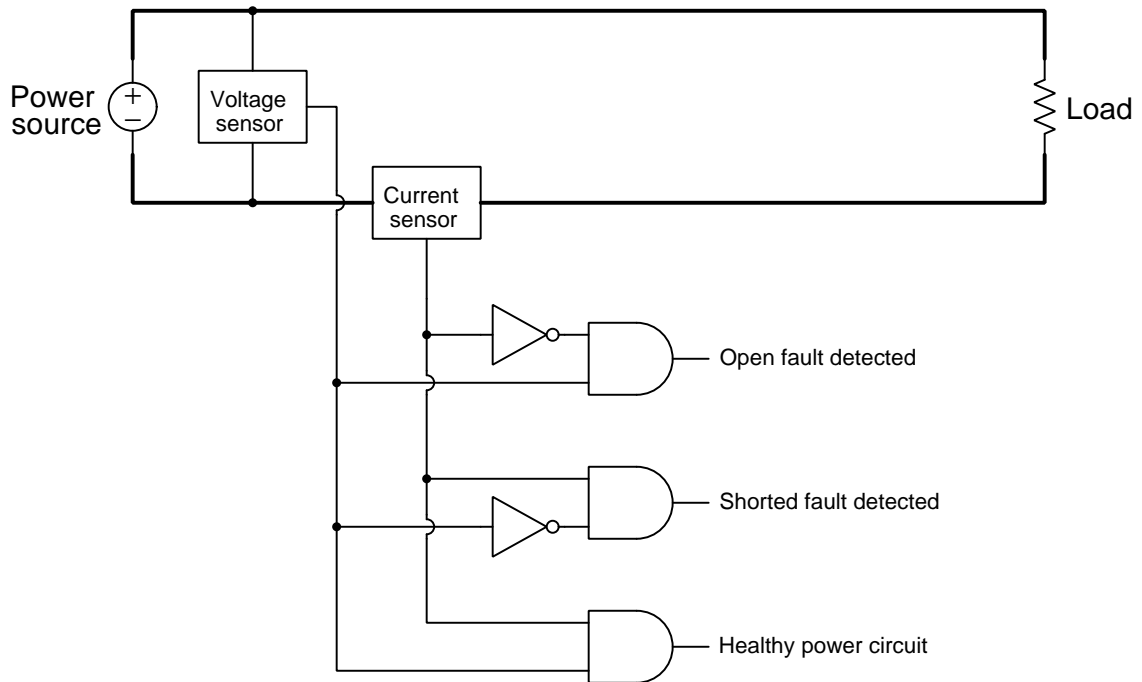 Power
source
+
−
Voltage
sensor
Load
Current
sensor
Open fault detected
Shorted fault detected
Healthy power circuit